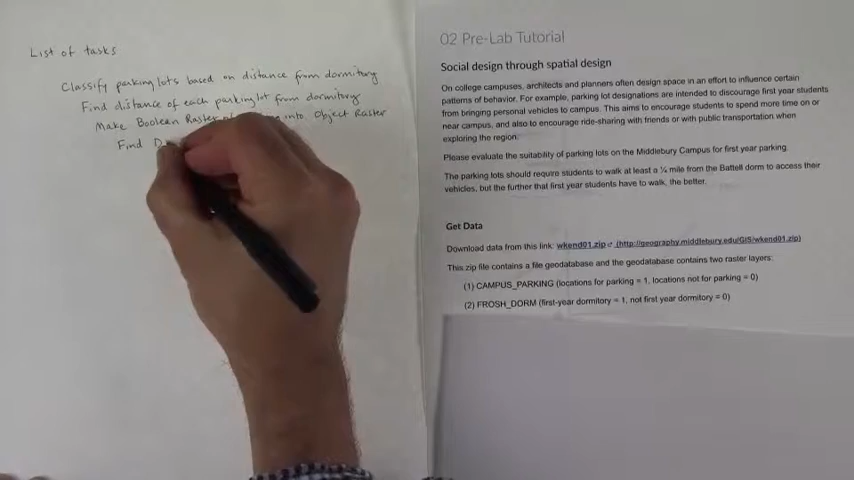 List of tasks
Classify parking lots based on distance from dormitory
Find distance of each parking lot from dormitory
Make Boolean Raster into Object Raster
Find D
02 Pre-Lab Tutorial
Social design through spatial design
On college campuses, architects and planners often design space in an effort to influence certain
patterns of behavior. For example, parking lot designations are intended to discourage first year students
from bringing personal vehicles to campus. This aims to encourage students to spend more time on or
near campus, and also to encourage ride-sharing with friends or with public transportation when
exploring the region.
Please evaluate the suitability of parking lots on the Middlebury Campus for first year parking.
The parking lots should require students to walk at least a ¼ mile from the Battell dorm to access their
vehicles, but the further that first year students have to walk, the better.
Get Data
Download data from this link: wkend01.zip (http://geography.middlebury.edu/GIS/wkend01.zip)
This zip file contains a file geodatabase and the geodatabase contains two raster layers:
(1) CAMPUS_PARKING (locations for parking = 1, locations not for parking = 0)
(2) FROSH_DORM (first-year dormitory = 1, not first year dormitory = 0)